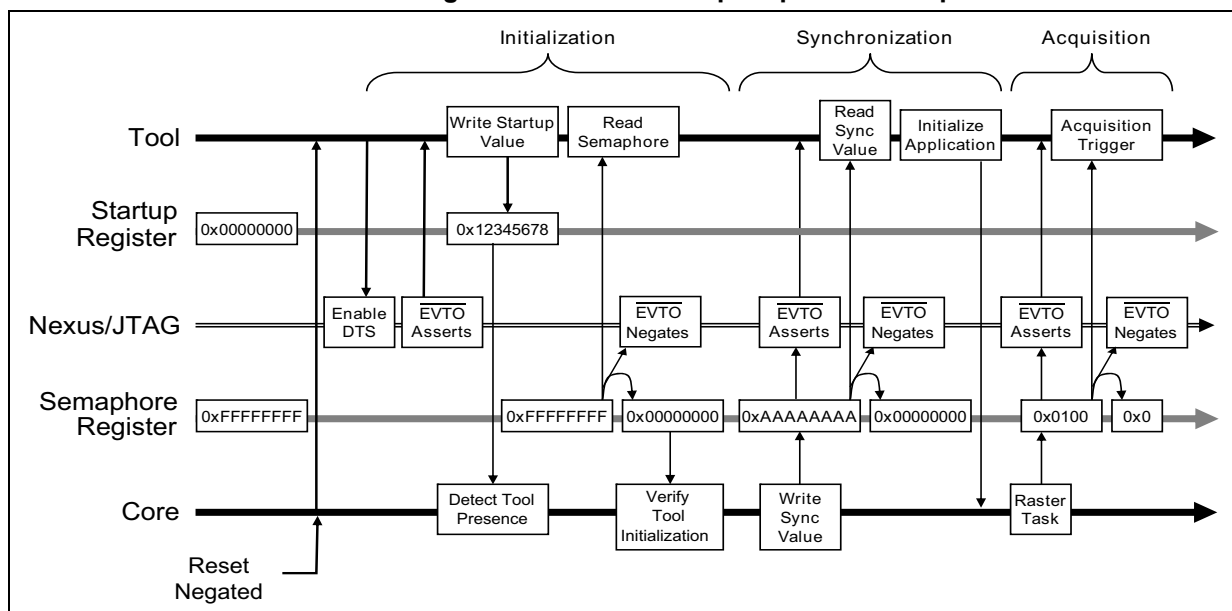 Initialization
Synchronization
Acquisition
Tool
Write Startup
Value
Read
Semaphore
Read
Sync
Value
Initialize
Application
Acquisition
Trigger
Startup
Register
0x00000000
0x12345678
Nexus/JTAG
Enable
DTS
EVTO
Asserts
EVTO
Negates
EVTO
Asserts
EVTO
Negates
EVTO
Asserts
EVTO
Negates
Semaphore
Register
0xFFFFFFFF
0xFFFFFFFF
0x00000000
0xAAAAAAAA
0x00000000
0x0100
0x0
Core
Detect Tool
Presence
Verify
Tool
Initialization
Write
Sync
Value
Raster
Task
Reset
Negated